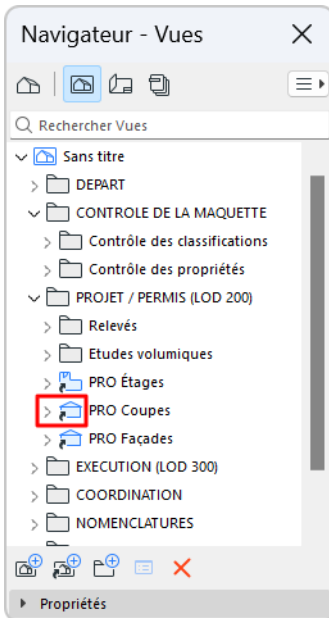 Navigateur - Vues
Rechercher Vues
Sans titre
DEPART
CONTROLE DE LA MAQUETTE
Contrôle des classifications
Contrôle des propriétés
PROJET / PERMIS (LOD 200)
Relevés
Etudes volumiques
PRO Étages
PRO Coupes
PRO Façades
EXECUTION (LOD 300)
COORDINATION
NOMENCLATURES
Propriétés